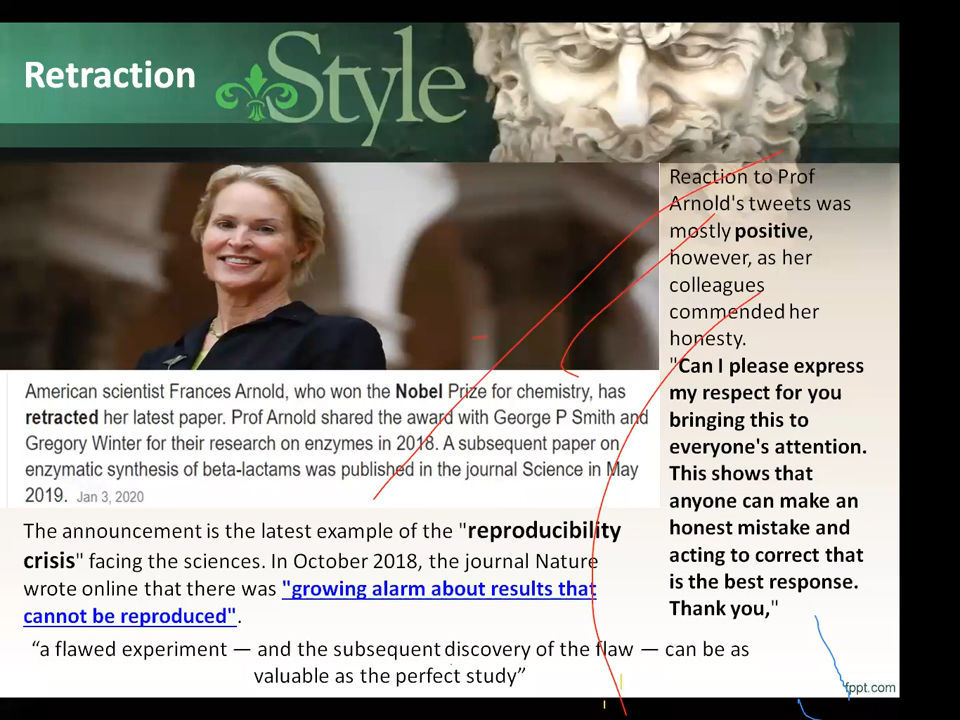 Retraction
Style
American scientist Frances Arnold, who won the Nobel Prize for chemistry, has
retracted her latest paper. Prof Arnold shared the award with George P Smith and
Gregory Winter for their research on enzymes in 2018. A subsequent paper on
enzymatic synthesis of beta-lactams was published in the journal Science in May
2019. Jan 3, 2020
The announcement is the latest example of the "reproducibility
crisis" facing the sciences. In October 2018, the journal Nature
wrote online that there was "growing alarm about results that
cannot be reproduced".
“a flawed experiment — and the subsequent discovery of the flaw — can be as
valuable as the perfect study”
Reaction to Prof
Arnold's tweets was
mostly positive,
however, as her
colleagues
commended her
honesty.
"Can I please express
my respect for you
bringing this to
everyone's attention.
This shows that
anyone can make an
honest mistake and
acting to correct that
is the best response.
Thank you,"
fppt.com